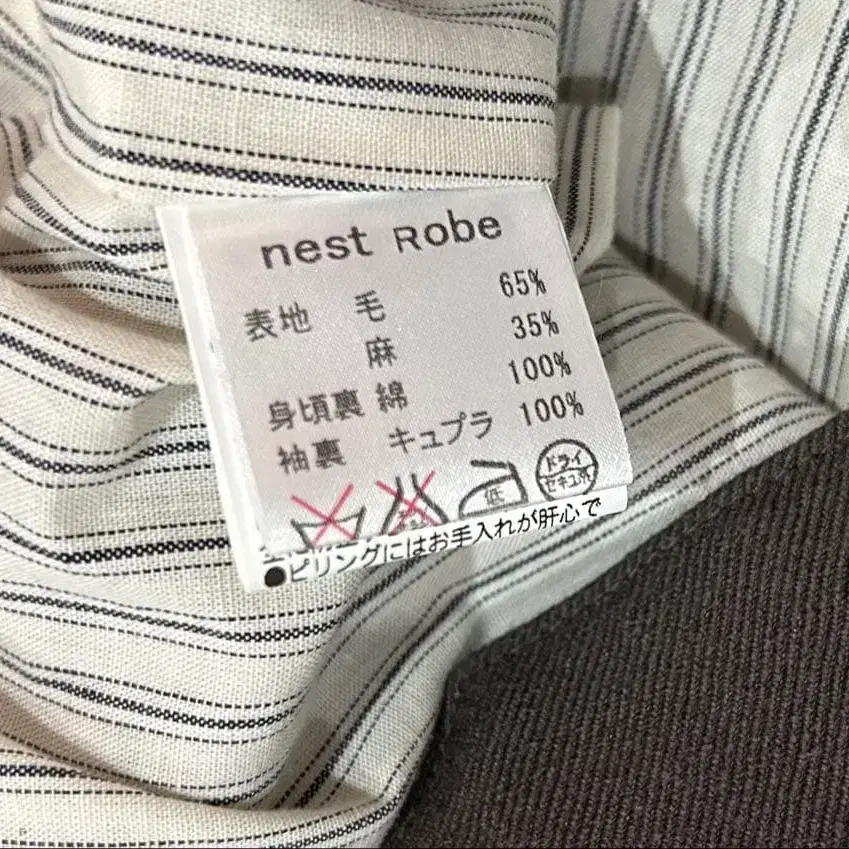 nest Robe
表地 毛 65%
麻 35%
身頃裏 綿 100%
袖裏 キュプラ 100%
低
ドライ
セキユ系
●ピリングにはお手入れが肝心で